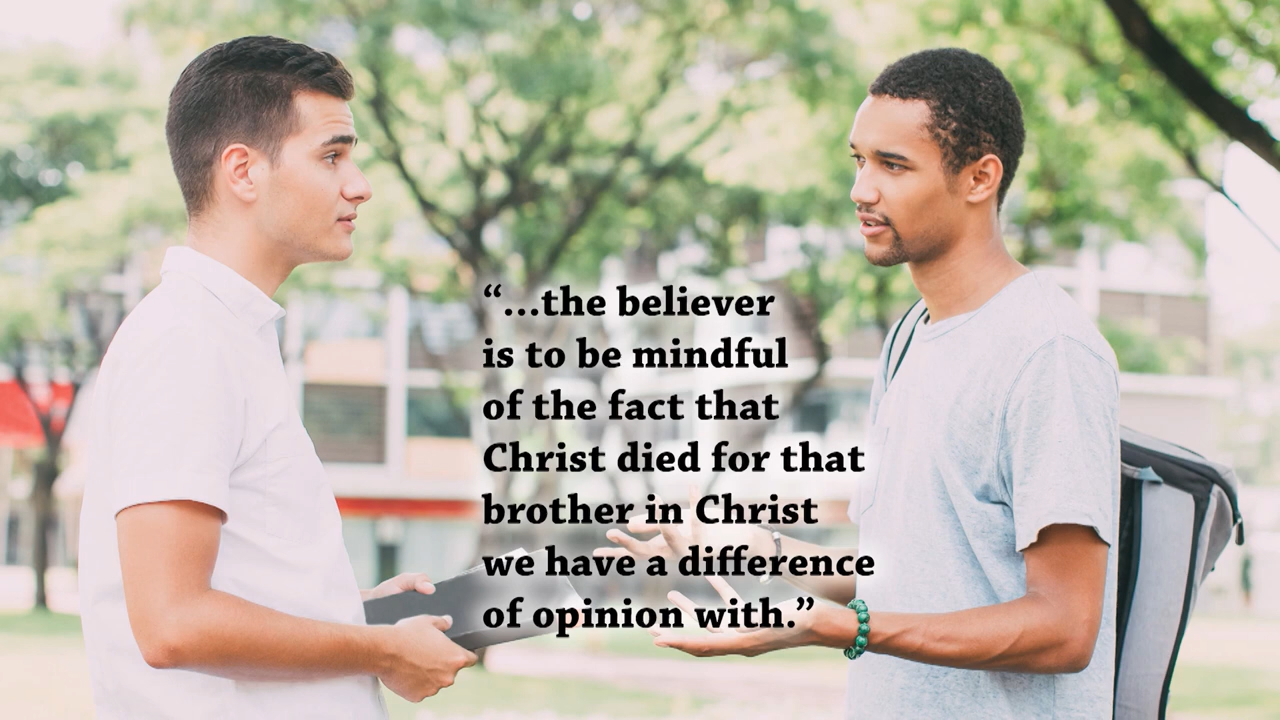 “...the believer
is to be mindful
of the fact that
Christ died for that
brother in Christ
we have a difference
of opinion with.”